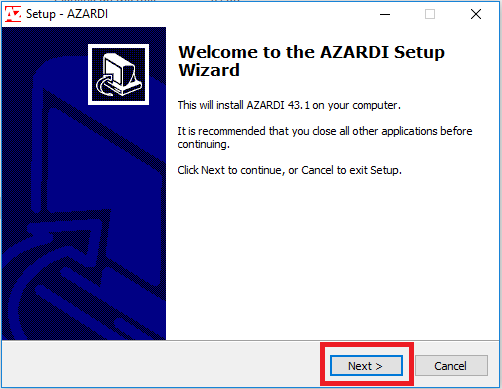 Setup - AZARDI
Welcome to the AZARDI Setup
Wizard
This will install AZARDI 43.1 on your computer.
It is recommended that you close all other applications before
continuing.
Click Next to continue, or Cancel to exit Setup.
Next >
Cancel